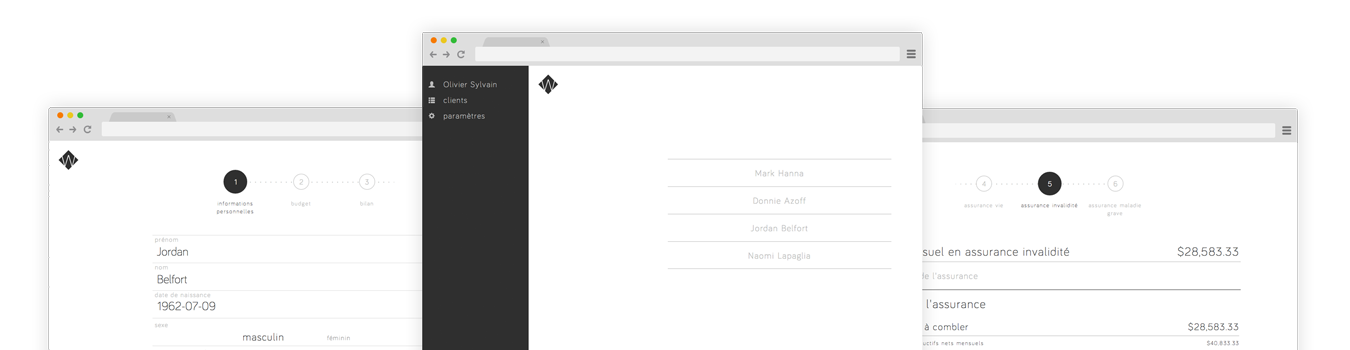 1
2
3
informations
personnelles
budget
bilan
prénom
Jordan
nom
Belfort
date de naissance
1962-07-09
sexe
masculin
féminin
Olivier Sylvain
clients
paramètres
Mark Hanna
Donnie Azoff
Jordan Belfort
Naomi Lapaglia
4
5
6
assurance vie
assurance invalidité
assurance maladie
grave
suel en assurance invalidité $28,583.33
de l'assurance
l'assurance
à combler $28,583.33
uctifs nets mensuels $40,833.33